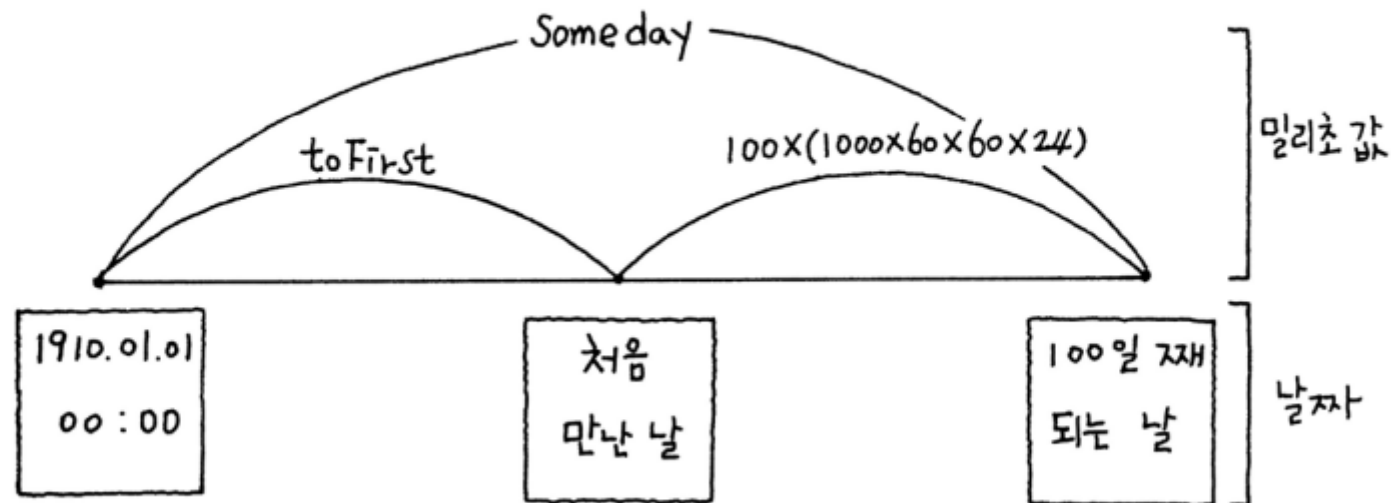 Someday
toFirst
100×(1000×60×60×24)
밀리초 값
1910.01.01
00:00
처음
만난 날
100일 째
되는 날
날짜